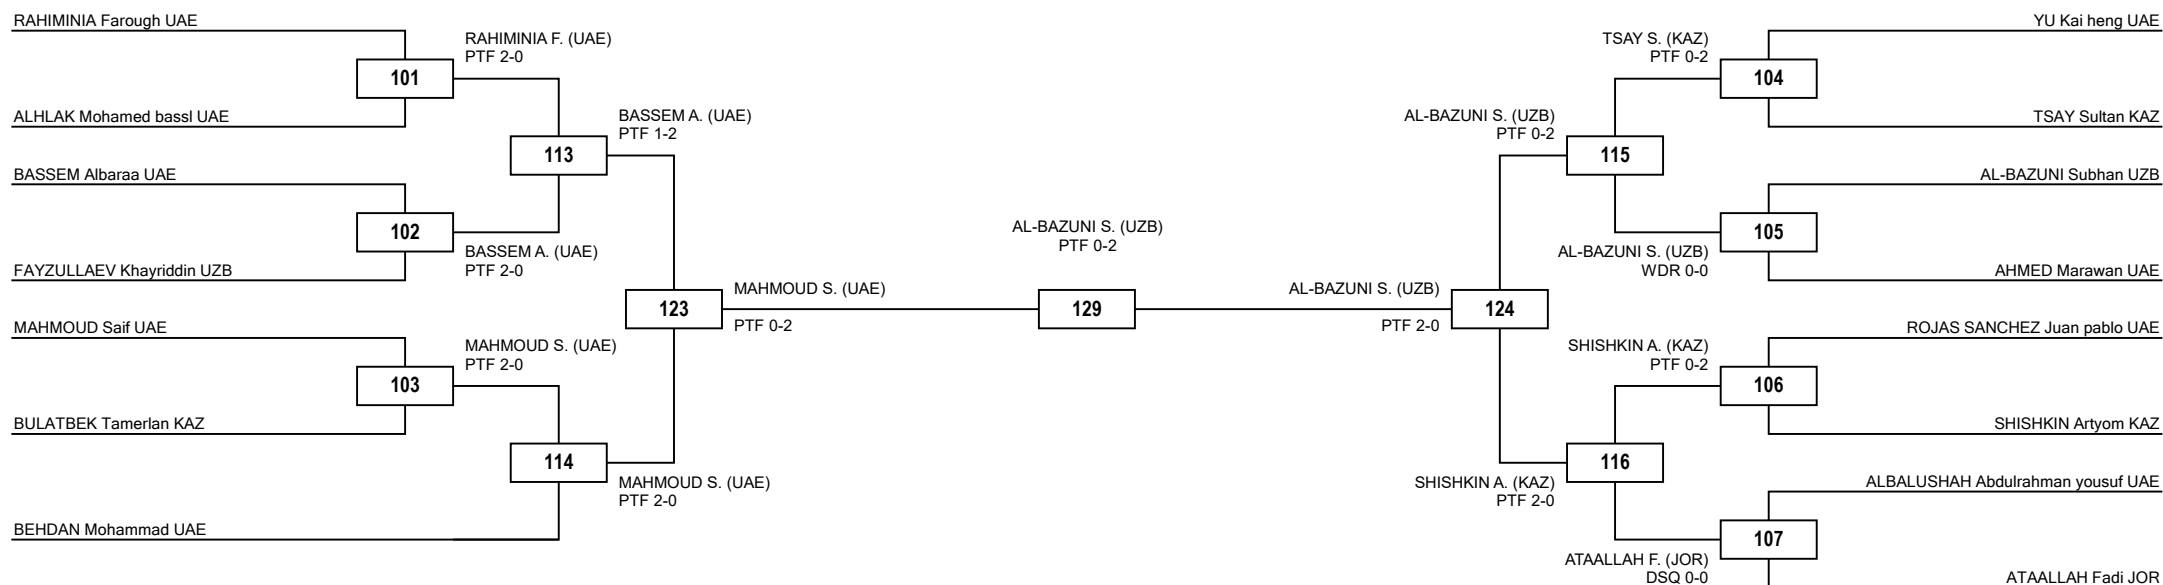 RAHIMINIA Farough UAE
YU Kai heng UAE
RAHIMINIA F. (UAE)
PTF 2-0
TSAY S. (KAZ)
PTF 0-2
101
104
ALHLAK Mohamed bassl UAE
BASSEM A. (UAE)
PTF 1-2
AL-BAZUNI S. (UZB)
PTF 0-2
TSAY Sultan KAZ
113
115
BASSEM Albaraa UAE
AL-BAZUNI Subhan UZB
102
AL-BAZUNI S. (UZB)
PTF 0-2
105
BASSEM A. (UAE)
PTF 2-0
AL-BAZUNI S. (UZB)
WDR 0-0
FAYZULLAEV Khayriddin UZB
AHMED Marawan UAE
123
MAHMOUD S. (UAE)
PTF 0-2
129
AL-BAZUNI S. (UZB)
PTF 2-0
124
MAHMOUD Saif UAE
ROJAS SANCHEZ Juan pablo UAE
MAHMOUD S. (UAE)
PTF 2-0
SHISHKIN A. (KAZ)
PTF 0-2
103
106
BULATBEK Tamerlan KAZ
SHISHKIN Artyom KAZ
114
116
MAHMOUD S. (UAE)
PTF 2-0
SHISHKIN A. (KAZ)
PTF 2-0
ALBALUSHAH Abdulrahman yousuf UAE
BEHDAN Mohammad UAE
107
ATAALLAH F. (JOR)
DSQ 0-0
ATAALLAH Fadi JOR